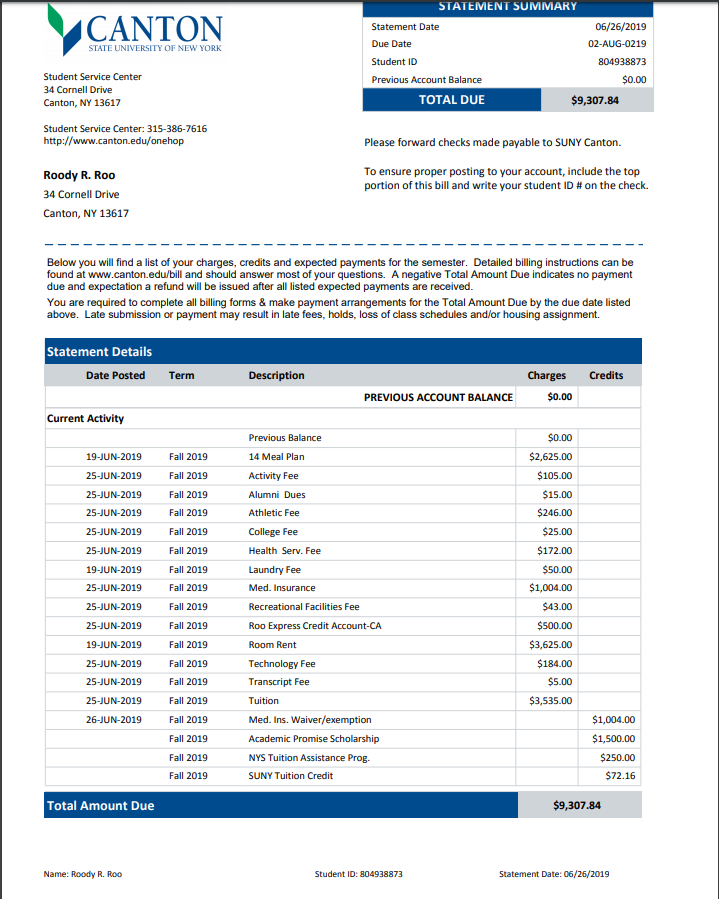 CANTON
STATE UNIVERSITY OF NEW YORK
Student Service Center
34 Cornell Drive
Canton, NY 13617
Student Service Center: 315-386-7616
http://www.canton.edu/onehop
Roody R. Roo
34 Cornell Drive
Canton, NY 13617
STATEMENT SUMMARY
Statement Date 06/26/2019
Due Date 02-AUG-0219
Student ID 804938873
Previous Account Balance $0.00
TOTAL DUE $9,307.84
Please forward checks made payable to SUNY Canton.
To ensure proper posting to your account, include the top
portion of this bill and write your student ID # on the check.
Below you will find a list of your charges, credits and expected payments for the semester. Detailed billing instructions can be
found at www.canton.edu/bill and should answer most of your questions. A negative Total Amount Due indicates no payment
due and expectation a refund will be issued after all listed expected payments are received.
You are required to complete all billing forms & make payment arrangements for the Total Amount Due by the due date listed
above. Late submission or payment may result in late fees, holds, loss of class schedules and/or housing assignment.
Statement Details
Date Posted Term Description Charges Credits
PREVIOUS ACCOUNT BALANCE $0.00
Current Activity
Previous Balance $0.00
19-JUN-2019 Fall 2019 14 Meal Plan $2,625.00
25-JUN-2019 Fall 2019 Activity Fee $105.00
25-JUN-2019 Fall 2019 Alumni Dues $15.00
25-JUN-2019 Fall 2019 Athletic Fee $246.00
25-JUN-2019 Fall 2019 College Fee $25.00
25-JUN-2019 Fall 2019 Health Serv. Fee $172.00
19-JUN-2019 Fall 2019 Laundry Fee $50.00
25-JUN-2019 Fall 2019 Med. Insurance $1,004.00
25-JUN-2019 Fall 2019 Recreational Facilities Fee $43.00
25-JUN-2019 Fall 2019 Roo Express Credit Account-CA $500.00
19-JUN-2019 Fall 2019 Room Rent $3,625.00
25-JUN-2019 Fall 2019 Technology Fee $184.00
25-JUN-2019 Fall 2019 Transcript Fee $5.00
25-JUN-2019 Fall 2019 Tuition $3,535.00
26-JUN-2019 Fall 2019 Med. Ins. Waiver/exemption $1,004.00
Fall 2019 Academic Promise Scholarship $1,500.00
Fall 2019 NYS Tuition Assistance Prog. $250.00
Fall 2019 SUNY Tuition Credit $72.16
Total Amount Due $9,307.84
Name: Roody R. Roo Student ID: 804938873 Statement Date: 06/26/2019